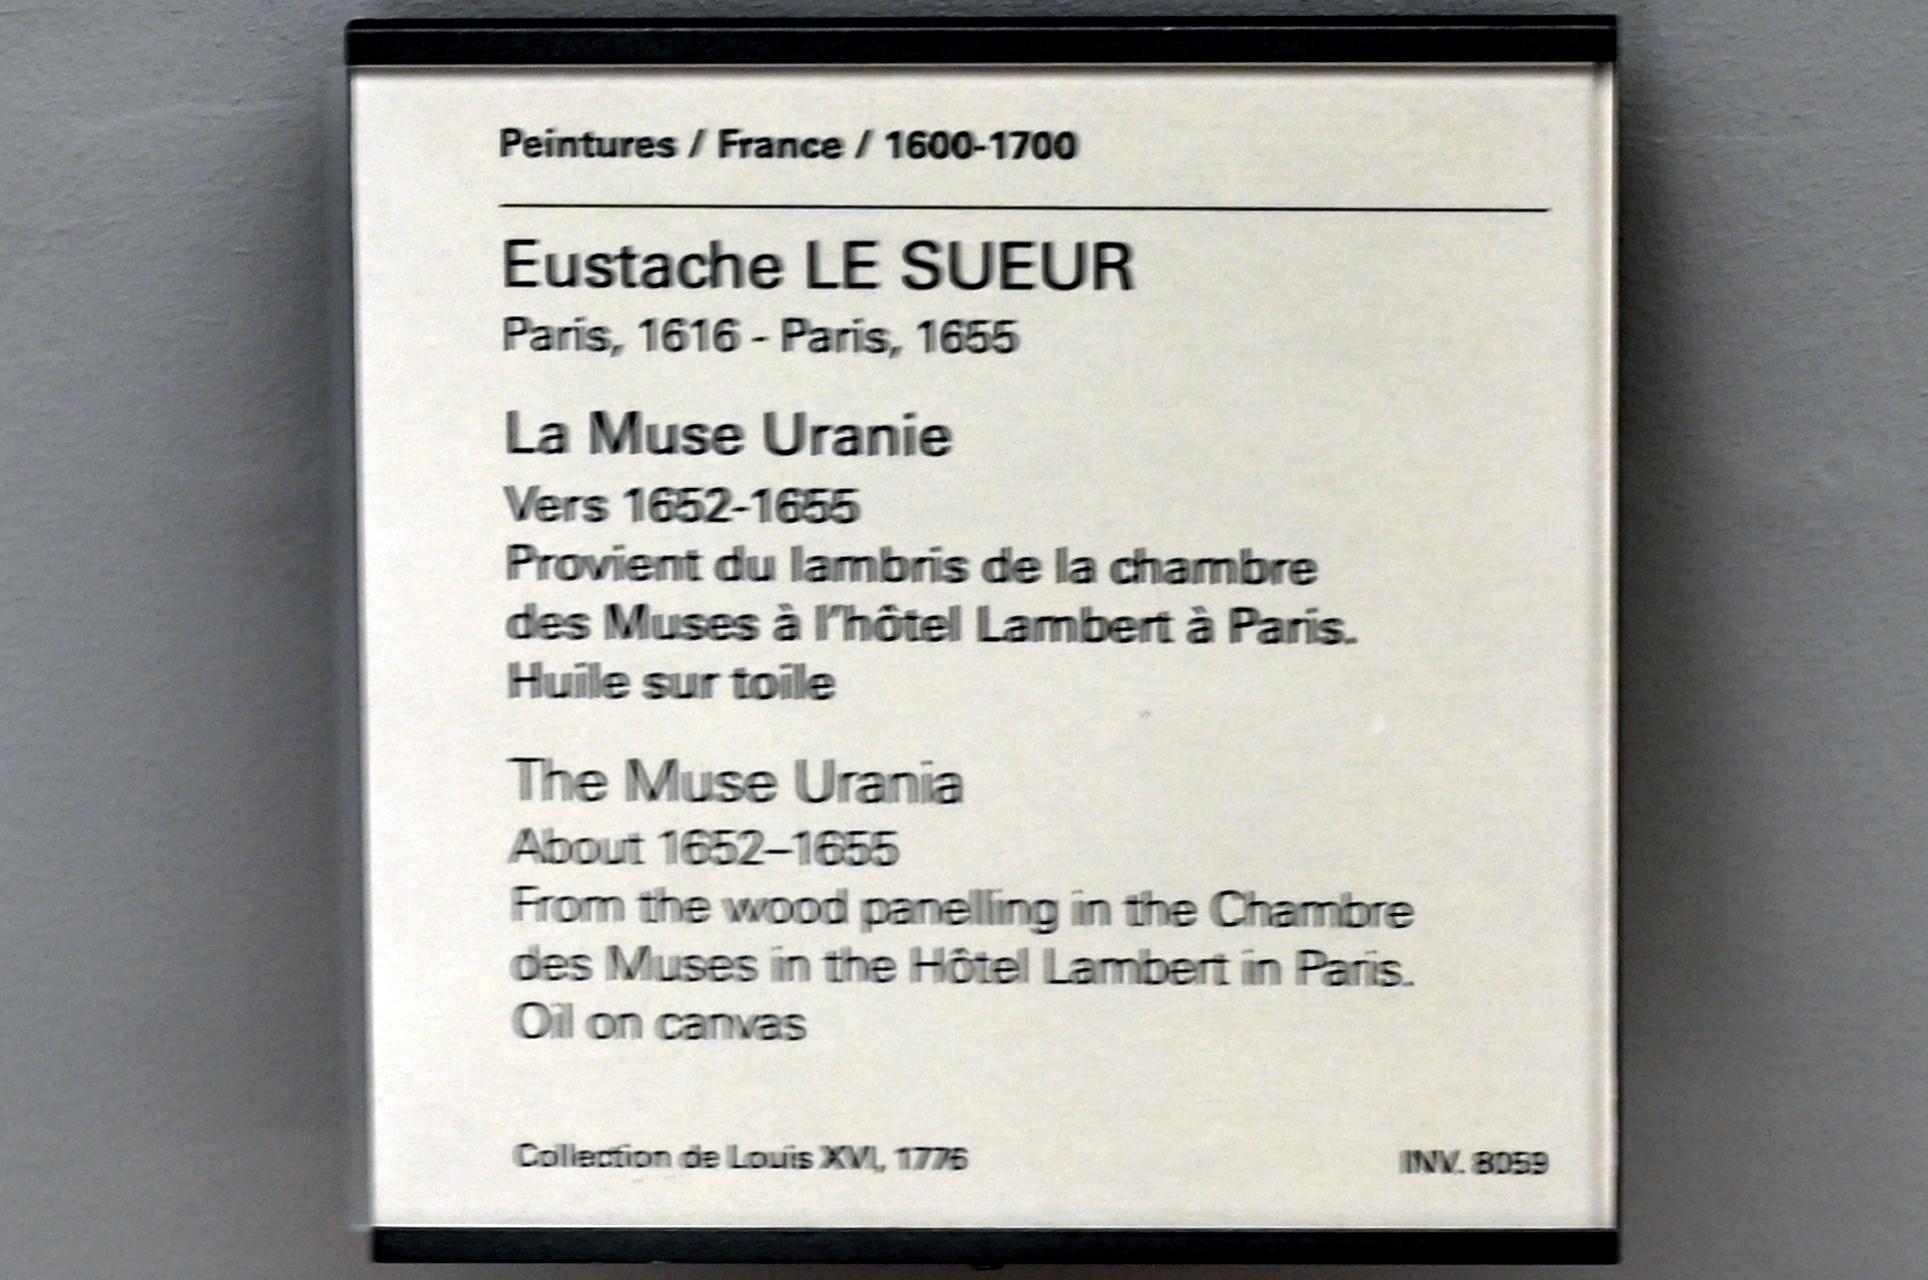 Peintures / France / 1600-1700
Eustache LE SUEUR
Paris, 1616 - Paris, 1655
La Muse Uranie
Vers 1652-1655
Provient du lambris de la chambre
des Muses à l'hôtel Lambert à Paris.
Huile sur toile
The Muse Urania
About 1652–1655
From the wood panelling in the Chambre
des Muses in the Hôtel Lambert in Paris.
Oil on canvas
Collection de Louis XVI, 1776
INV. 8059